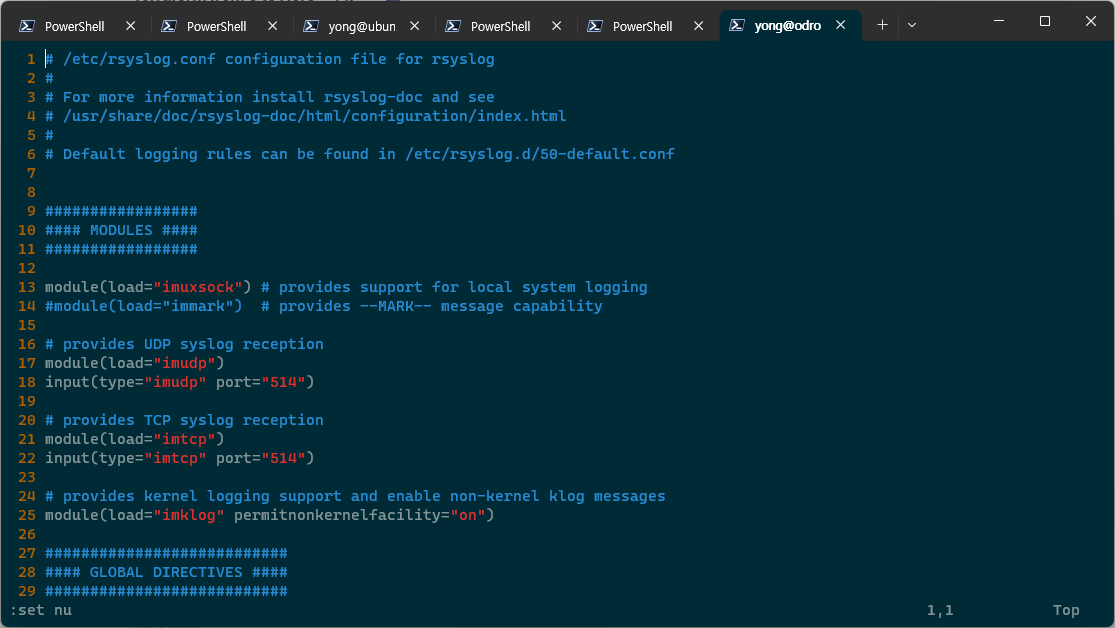 PowerShell PowerShell yong@ubun PowerShell PowerShell yong@odro
1 # /etc/rsyslog.conf configuration file for rsyslog
2 #
3 # For more information install rsyslog-doc and see
4 # /usr/share/doc/rsyslog-doc/html/configuration/index.html
5 #
6 # Default logging rules can be found in /etc/rsyslog.d/50-default.conf
7
8
9 #################
10 #### MODULES ####
11 #################
12
13 module(load="imuxsock") # provides support for local system logging
14 #module(load="immark")  # provides --MARK-- message capability
15
16 # provides UDP syslog reception
17 module(load="imudp")
18 input(type="imudp" port="514")
19
20 # provides TCP syslog reception
21 module(load="imtcp")
22 input(type="imtcp" port="514")
23
24 # provides kernel logging support and enable non-kernel klog messages
25 module(load="imklog" permitnonkernelfacility="on")
26
27 ###########################
28 #### GLOBAL DIRECTIVES ####
29 ###########################
:set nu 1,1 Top